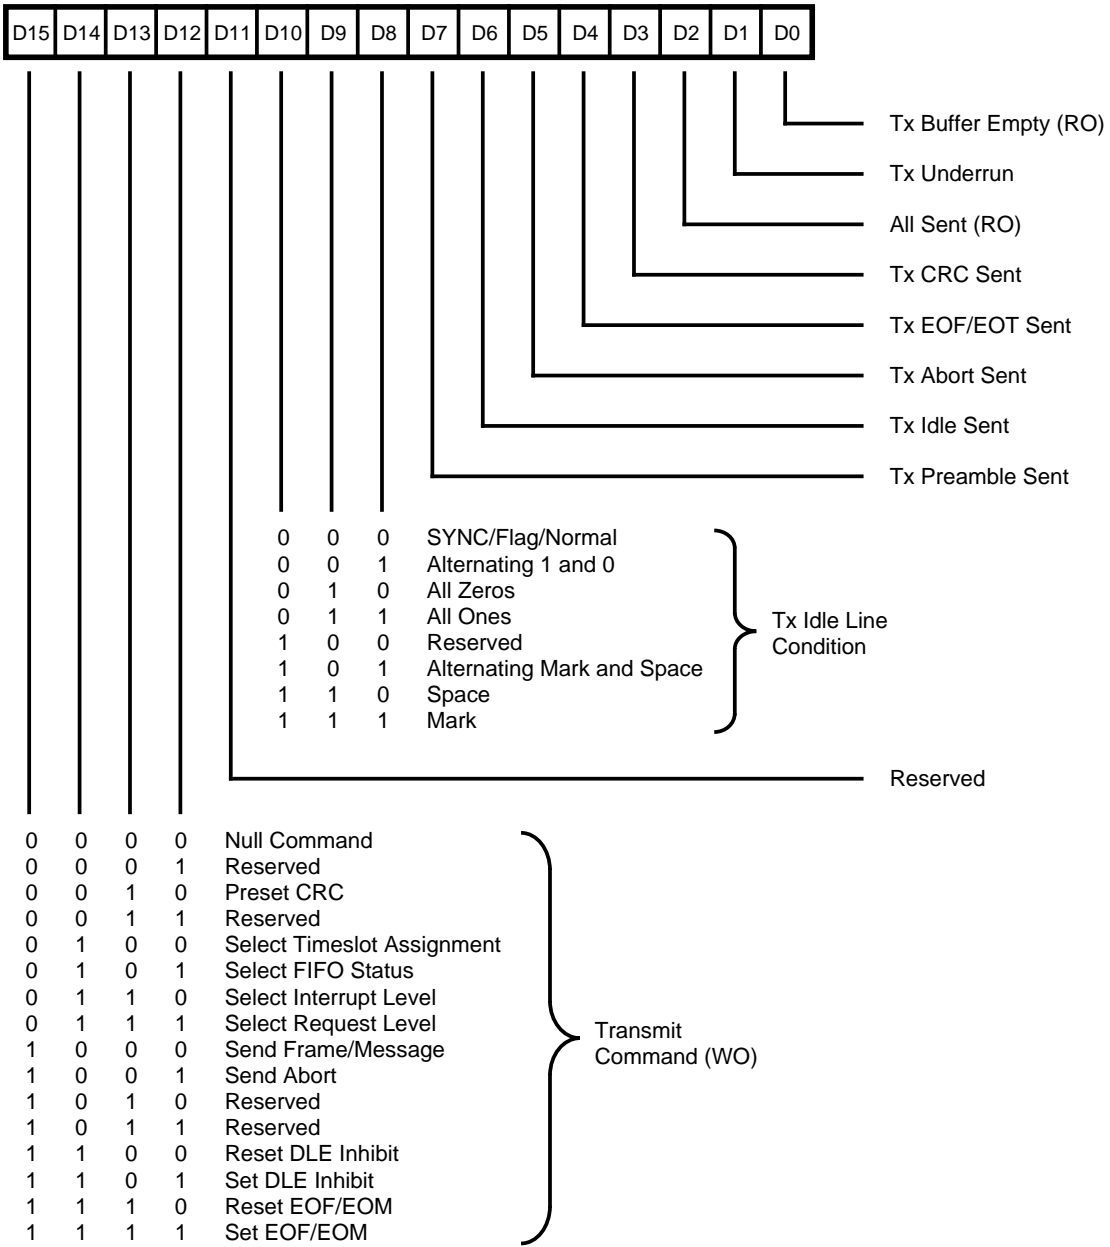 D15 D14 D13 D12 D11 D10 D9 D8 D7 D6 D5 D4 D3 D2 D1 D0
Tx Buffer Empty (RO)
Tx Underrun
All Sent (RO)
Tx CRC Sent
Tx EOF/EOT Sent
Tx Abort Sent
Tx Idle Sent
Tx Preamble Sent
0 0 0 SYNC/Flag/Normal
0 0 1 Alternating 1 and 0
0 1 0 All Zeros
0 1 1 All Ones
1 0 0 Reserved
1 0 1 Alternating Mark and Space
1 1 0 Space
1 1 1 Mark
Tx Idle Line
Condition
Reserved
0 0 0 0 Null Command
0 0 0 1 Reserved
0 0 1 0 Preset CRC
0 0 1 1 Reserved
0 1 0 0 Select Timeslot Assignment
0 1 0 1 Select FIFO Status
0 1 1 0 Select Interrupt Level
0 1 1 1 Select Request Level
1 0 0 0 Send Frame/Message
1 0 0 1 Send Abort
1 0 1 0 Reserved
1 0 1 1 Reserved
1 1 0 0 Reset DLE Inhibit
1 1 0 1 Set DLE Inhibit
1 1 1 0 Reset EOF/EOM
1 1 1 1 Set EOF/EOM
Transmit
Command (WO)